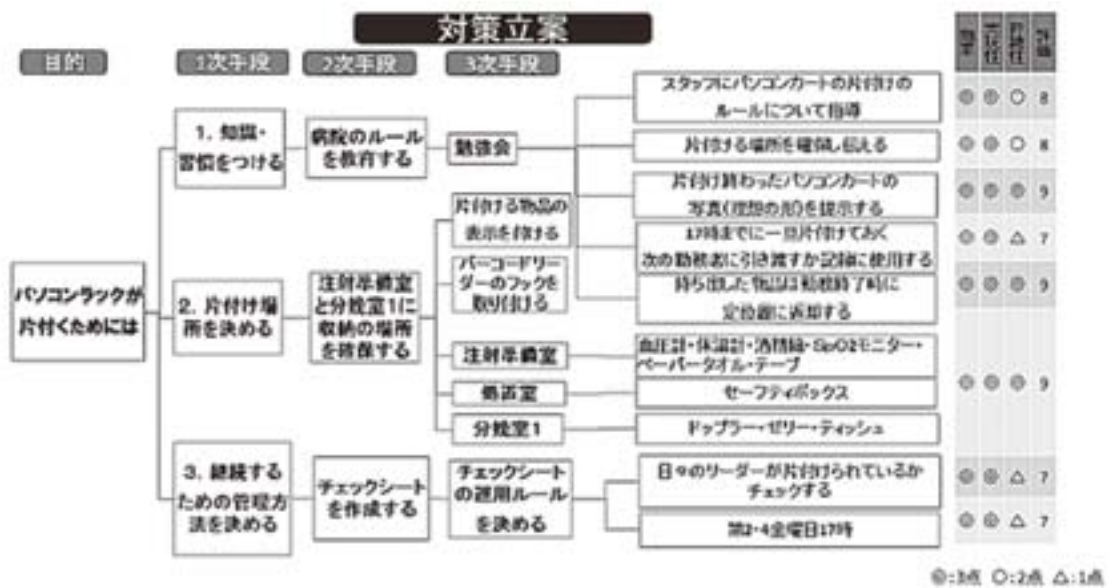 対策立案
目的
1次手段
2次手段
3次手段
効果
評価
パソコンラックが
片付くためには
1. 知識・
習慣をつける
病院のルール
を教育する
勉強会
スタッフにパソコンカートの片付けの
ルールについて指導
◎ ◎ ○ 8
片付ける場所を確保し伝える
◎ ◎ ○ 8
片付け終わったパソコンカートの
写真(理想の形)を提示する
◎ ◎ ◎ 9
17時までに一旦片付けておく
次の勤務者に引き渡すか記録に使用する
◎ ◎ △ 7
持ち出した物品は勤務終了時に
定位置に返却する
◎ ◎ ◎ 9
2. 片付け場
所を決める
注射準備室
と分娩室1に
収納の場所
を確保する
片付ける物品の
表示を付ける
バーコードリー
ダーのフックを
取り付ける
注射準備室
血圧計・体温計・酒精綿・SpO2モニター・
ペーパータオル・テープ
処置室
セーフティボックス
分娩室1
ドップラー・ゼリー・ティッシュ
◎ ◎ ◎ 9
3. 継続する
ための管理方
法を決める
チェックシート
を作成する
チェックシート
の運用ルール
を決める
日々のリーダーが片付けられているか
チェックする
◎ ◎ △ 7
第2・4金曜日17時
◎ ◎ △ 7
◎:3点 ○:2点 △:1点